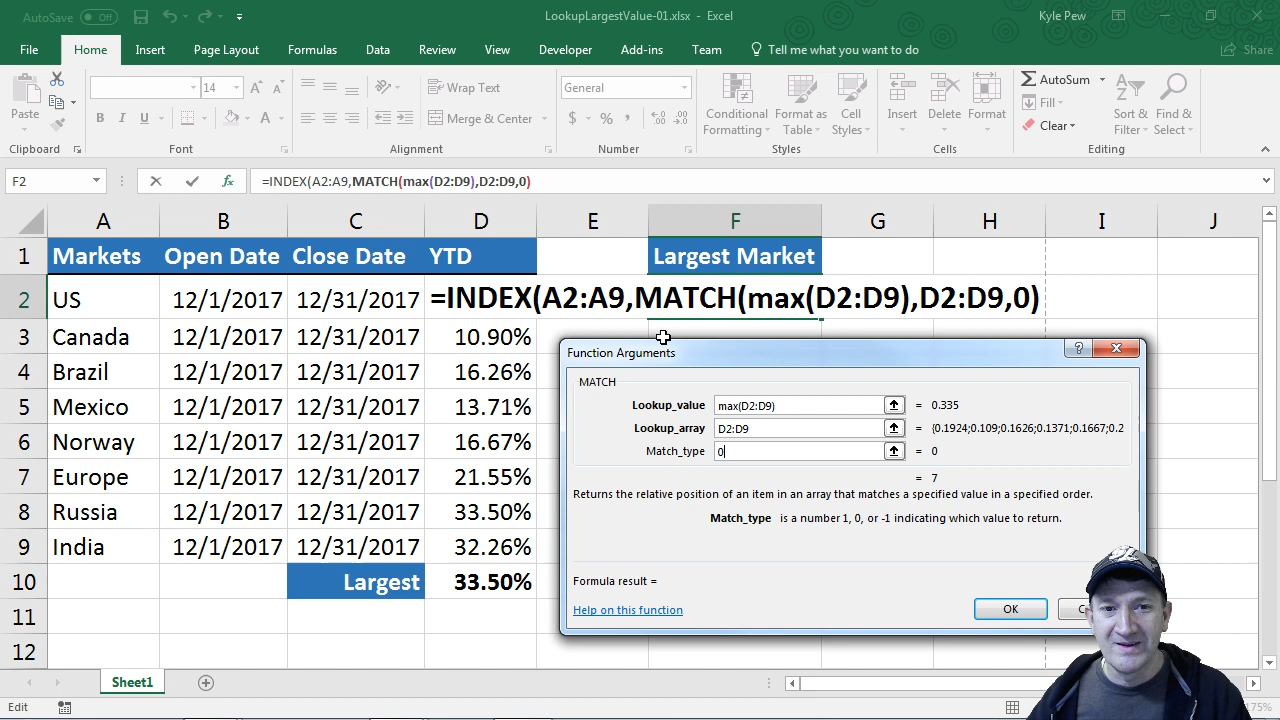 AutoSave Off LookupLargestValue-01.xlsx - Excel Kyle Pew
File Home Insert Page Layout Formulas Data Review View Developer Add-ins Team Tell me what you want to do Share
Paste 14 A A Wrap Text General Conditional Formatting Format as Table Cell Styles Insert Delete Format AutoSum Fill Clear Sort & Filter Find & Select
B I U A Merge & Center $ % ,
Clipboard Font Alignment Number Styles Cells Editing
F2 fx =INDEX(A2:A9,MATCH(max(D2:D9),D2:D9,0)
A B C D E F G H I J
1 Markets Open Date Close Date YTD Largest Market
2 US 12/1/2017 12/31/2017 =INDEX(A2:A9,MATCH(max(D2:D9),D2:D9,0)
3 Canada 12/1/2017 12/31/2017 10.90%
4 Brazil 12/1/2017 12/31/2017 16.26%
5 Mexico 12/1/2017 12/31/2017 13.71%
6 Norway 12/1/2017 12/31/2017 16.67%
7 Europe 12/1/2017 12/31/2017 21.55%
8 Russia 12/1/2017 12/31/2017 33.50%
9 India 12/1/2017 12/31/2017 32.26%
10 Largest 33.50%
11
12
Function Arguments ?
MATCH
Lookup_value max(D2:D9) = 0.335
Lookup_array D2:D9 = {0.1924;0.109;0.1626;0.1371;0.1667;0.2
Match_type 0 = 0
= 7
Returns the relative position of an item in an array that matches a specified value in a specified order.
Match_type is a number 1, 0, or -1 indicating which value to return.
Formula result =
Help on this function OK C
Sheet1
Edit 175%